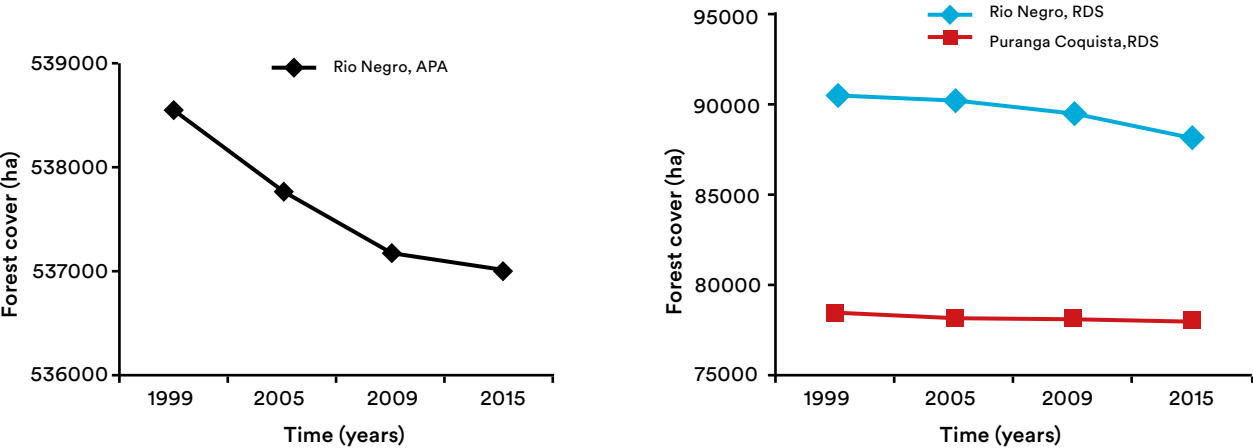 Rio Negro, APA
539000
538000
537000
536000
Forest cover (ha)
1999 2005 2009 2015
Time (years)
Rio Negro, RDS
Puranga Coquista,RDS
95000
90000
85000
80000
75000
Forest cover (ha)
1999 2005 2009 2015
Time (years)